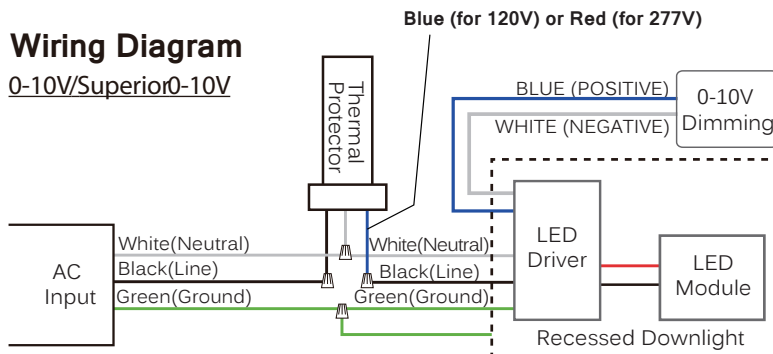 Blue (for 120V) or Red (for 277V)
Wiring Diagram
0-10V/Superior0-10V
Thermal
Protector
BLUE (POSITIVE)
WHITE (NEGATIVE)
0-10V
Dimming
AC
Input
White(Neutral)
Black(Line)
Green(Ground)
White(Neutral)
Black(Line)
Green(Ground)
LED
Driver
LED
Module
Recessed Downlight